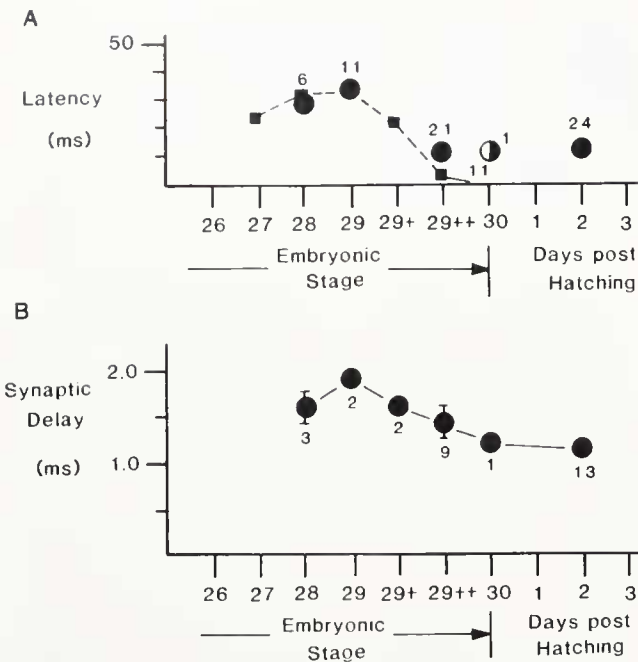 A
50
Latency
(ms)
6
11
21
1
11
24
26 27 28 29 29+ 29++ 30 1 2 3
Embryonic
Stage
Days post
Hatching
B
2.0
Synaptic
Delay
(ms)
1.0
3
2
2
9
1
13
26 27 28 29 29+ 29++ 30 1 2 3
Embryonic
Stage
Days post
Hatching